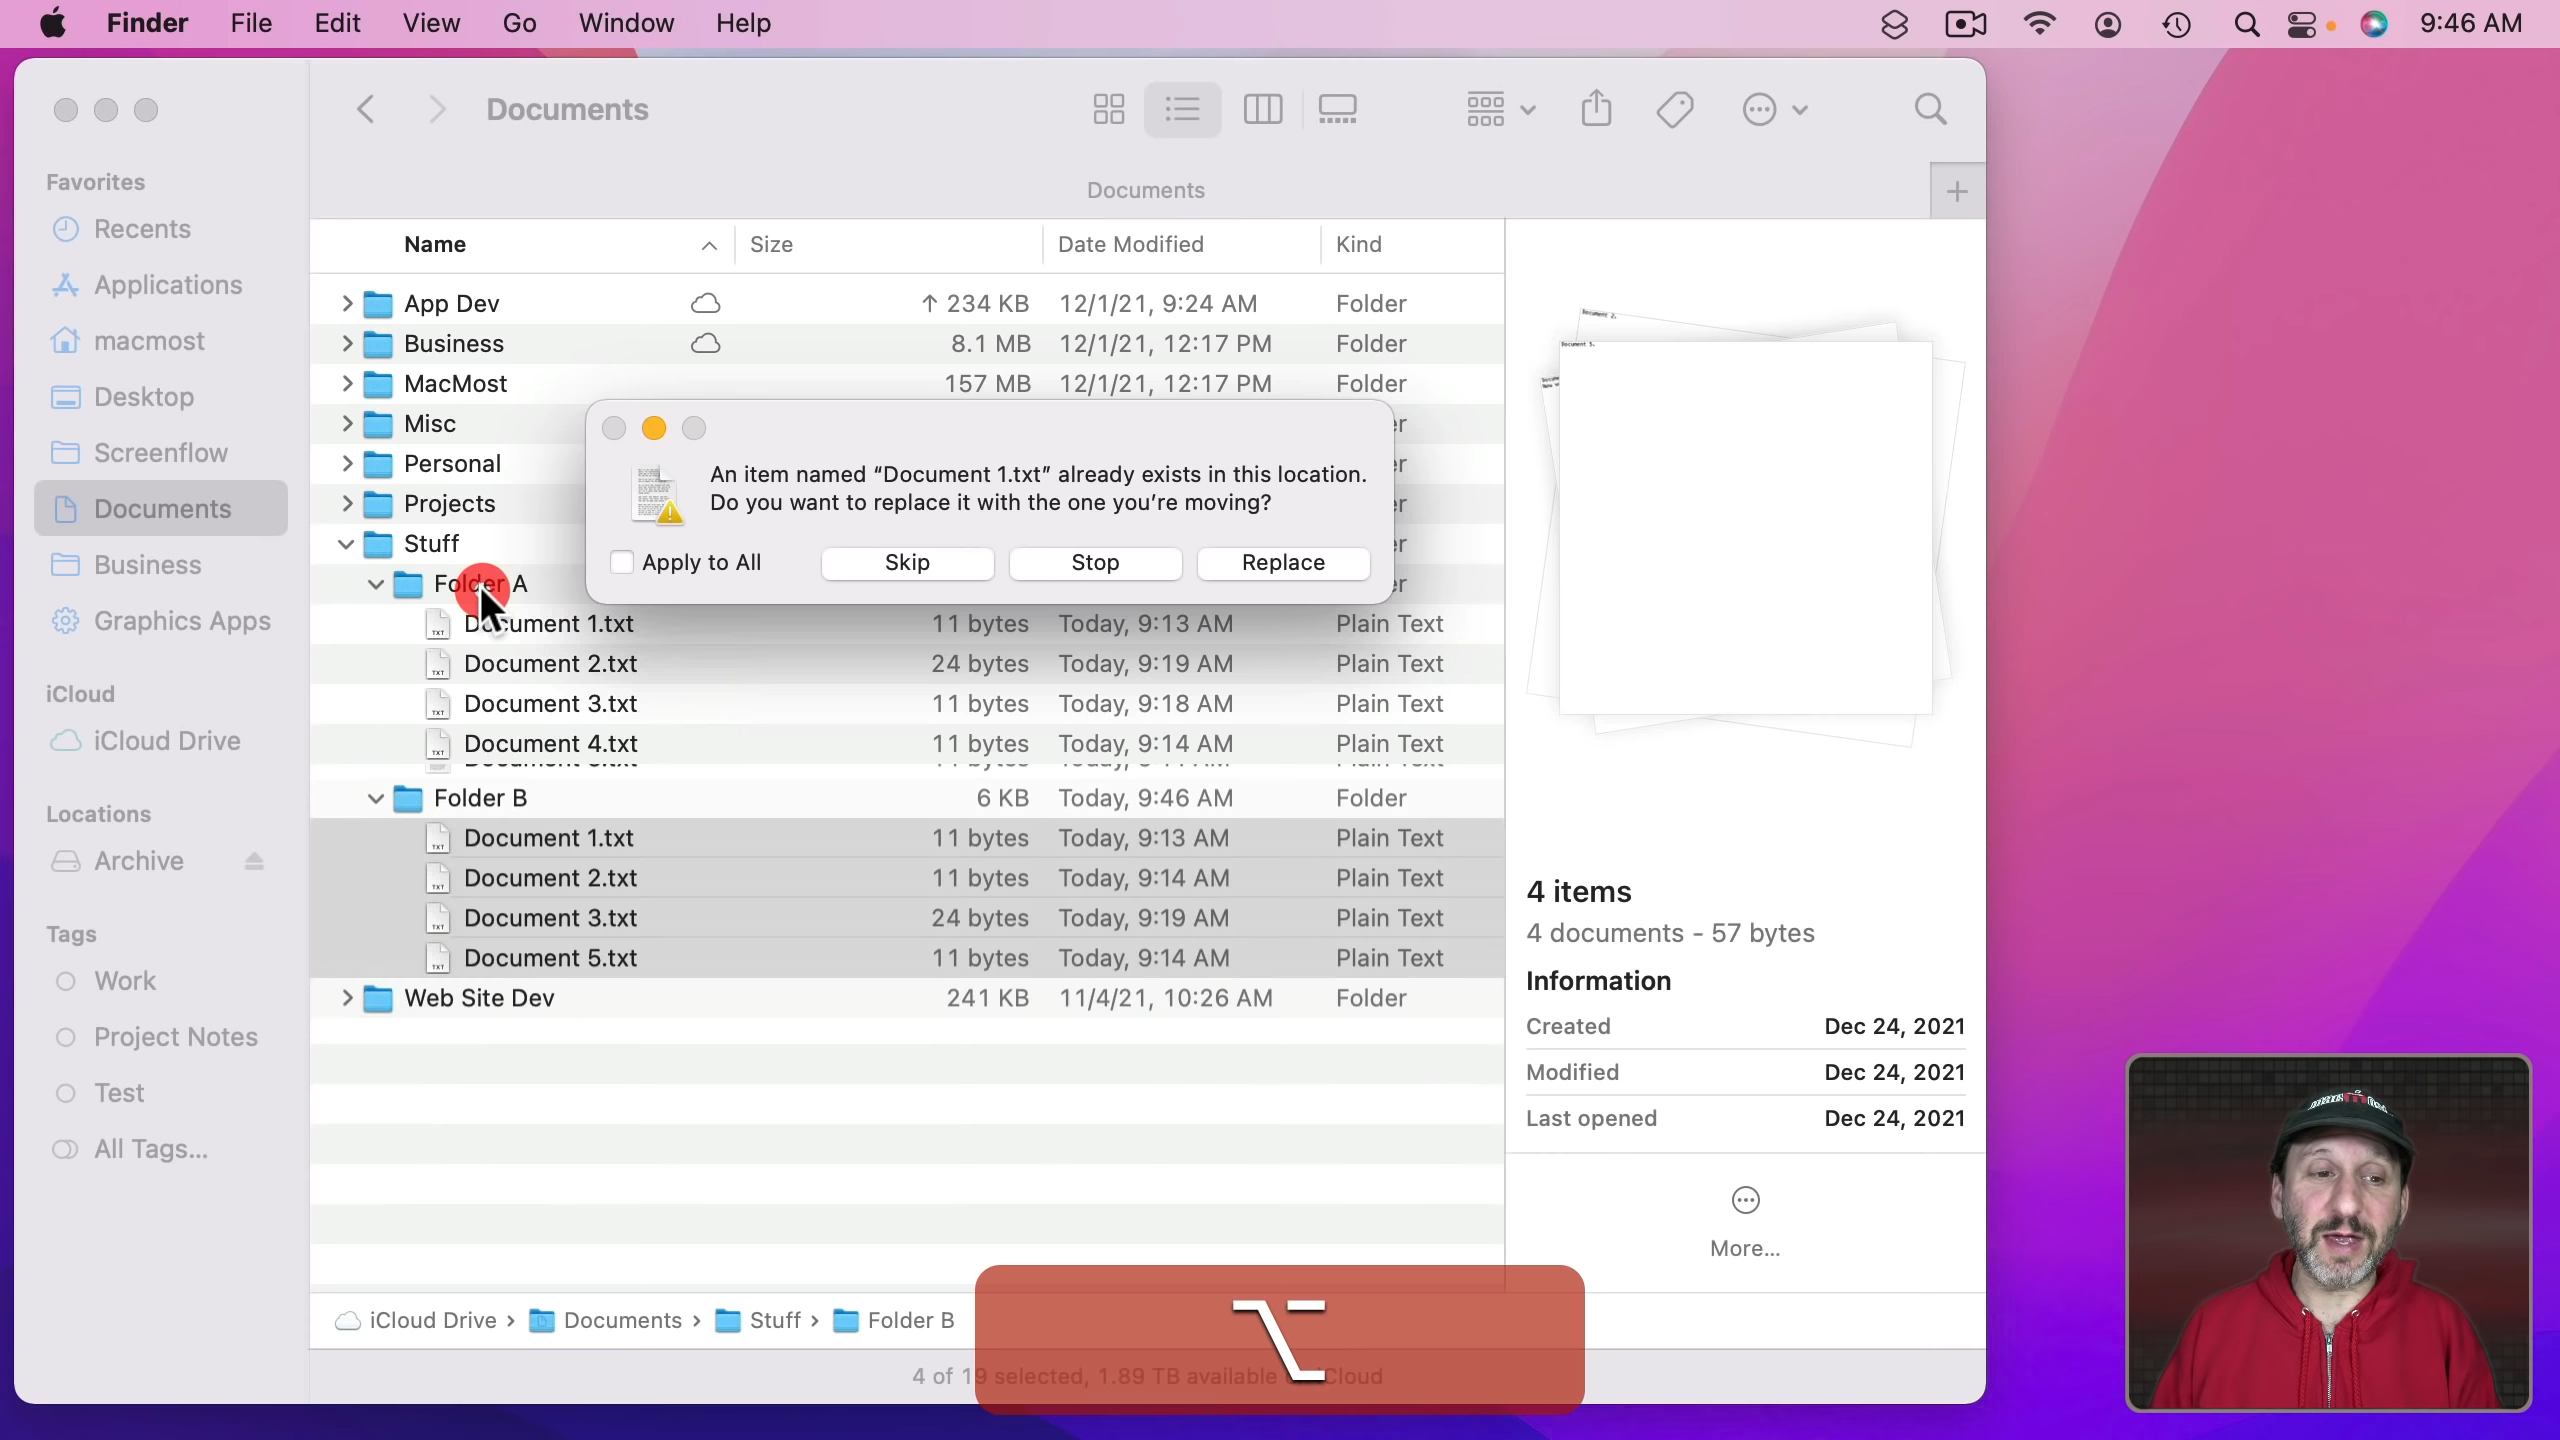 Finder File Edit View Go Window Help 9:46 AM
Documents
Favorites
Recents
Applications
macmost
Desktop
Screenflow
Documents
Business
Graphics Apps
iCloud
iCloud Drive
Locations
Archive
Tags
Work
Project Notes
Test
All Tags...
Documents
Name Size Date Modified Kind
App Dev ↑ 234 KB 12/1/21, 9:24 AM Folder
Business 8.1 MB 12/1/21, 12:17 PM Folder
MacMost 157 MB 12/1/21, 12:17 PM Folder
Misc
Personal
Projects
Stuff
Folder A
An item named “Document 1.txt” already exists in this location.
Do you want to replace it with the one you’re moving?
Apply to All Skip Stop Replace
Document 1.txt 11 bytes Today, 9:13 AM Plain Text
Document 2.txt 24 bytes Today, 9:19 AM Plain Text
Document 3.txt 11 bytes Today, 9:18 AM Plain Text
Document 4.txt 11 bytes Today, 9:14 AM Plain Text
Folder B 6 KB Today, 9:46 AM Folder
Document 1.txt 11 bytes Today, 9:13 AM Plain Text
Document 2.txt 11 bytes Today, 9:14 AM Plain Text
Document 3.txt 24 bytes Today, 9:19 AM Plain Text
Document 5.txt 11 bytes Today, 9:14 AM Plain Text
Web Site Dev 241 KB 11/4/21, 10:26 AM Folder
Document 2.
Document 5.
4 items
4 documents - 57 bytes
Information
Created Dec 24, 2021
Modified Dec 24, 2021
Last opened Dec 24, 2021
More...
iCloud Drive › Documents › Stuff › Folder B
⌥
4 of 19 selected, 1.89 TB available Cloud